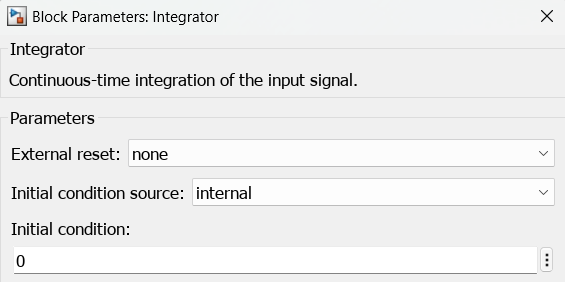 Block Parameters: Integrator
Integrator
Continuous-time integration of the input signal.
Parameters
External reset: none
Initial condition source: internal
Initial condition:
0